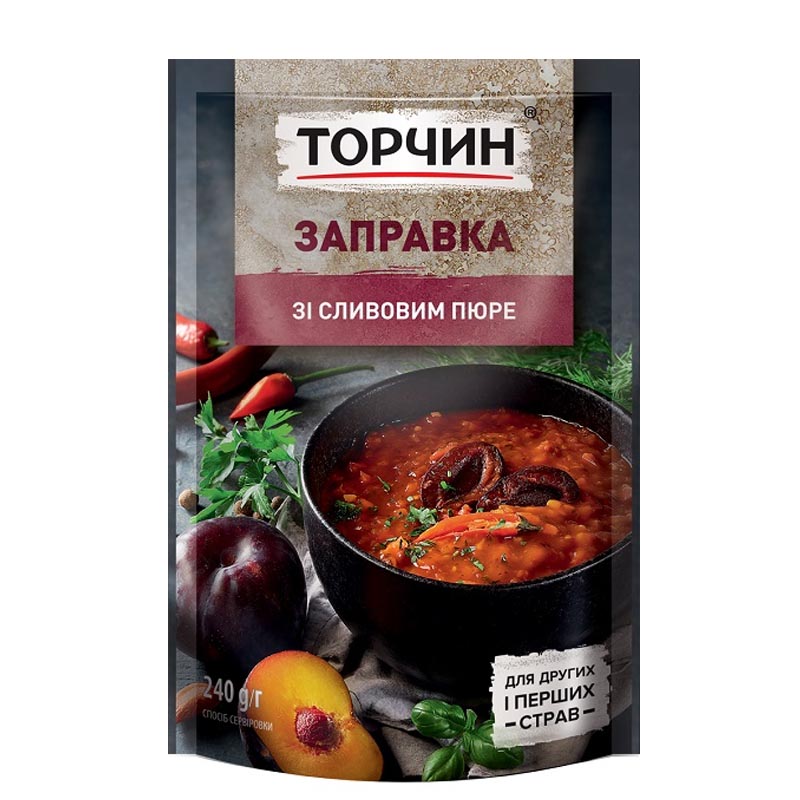 ТОРЧИН®
ЗАПРАВКА
ЗІ СЛИВОВИМ ПЮРЕ
ДЛЯ ДРУГИХ
І ПЕРШИХ
–СТРАВ–
240 g/г
СПОСІБ СЕРВІРОВКИ